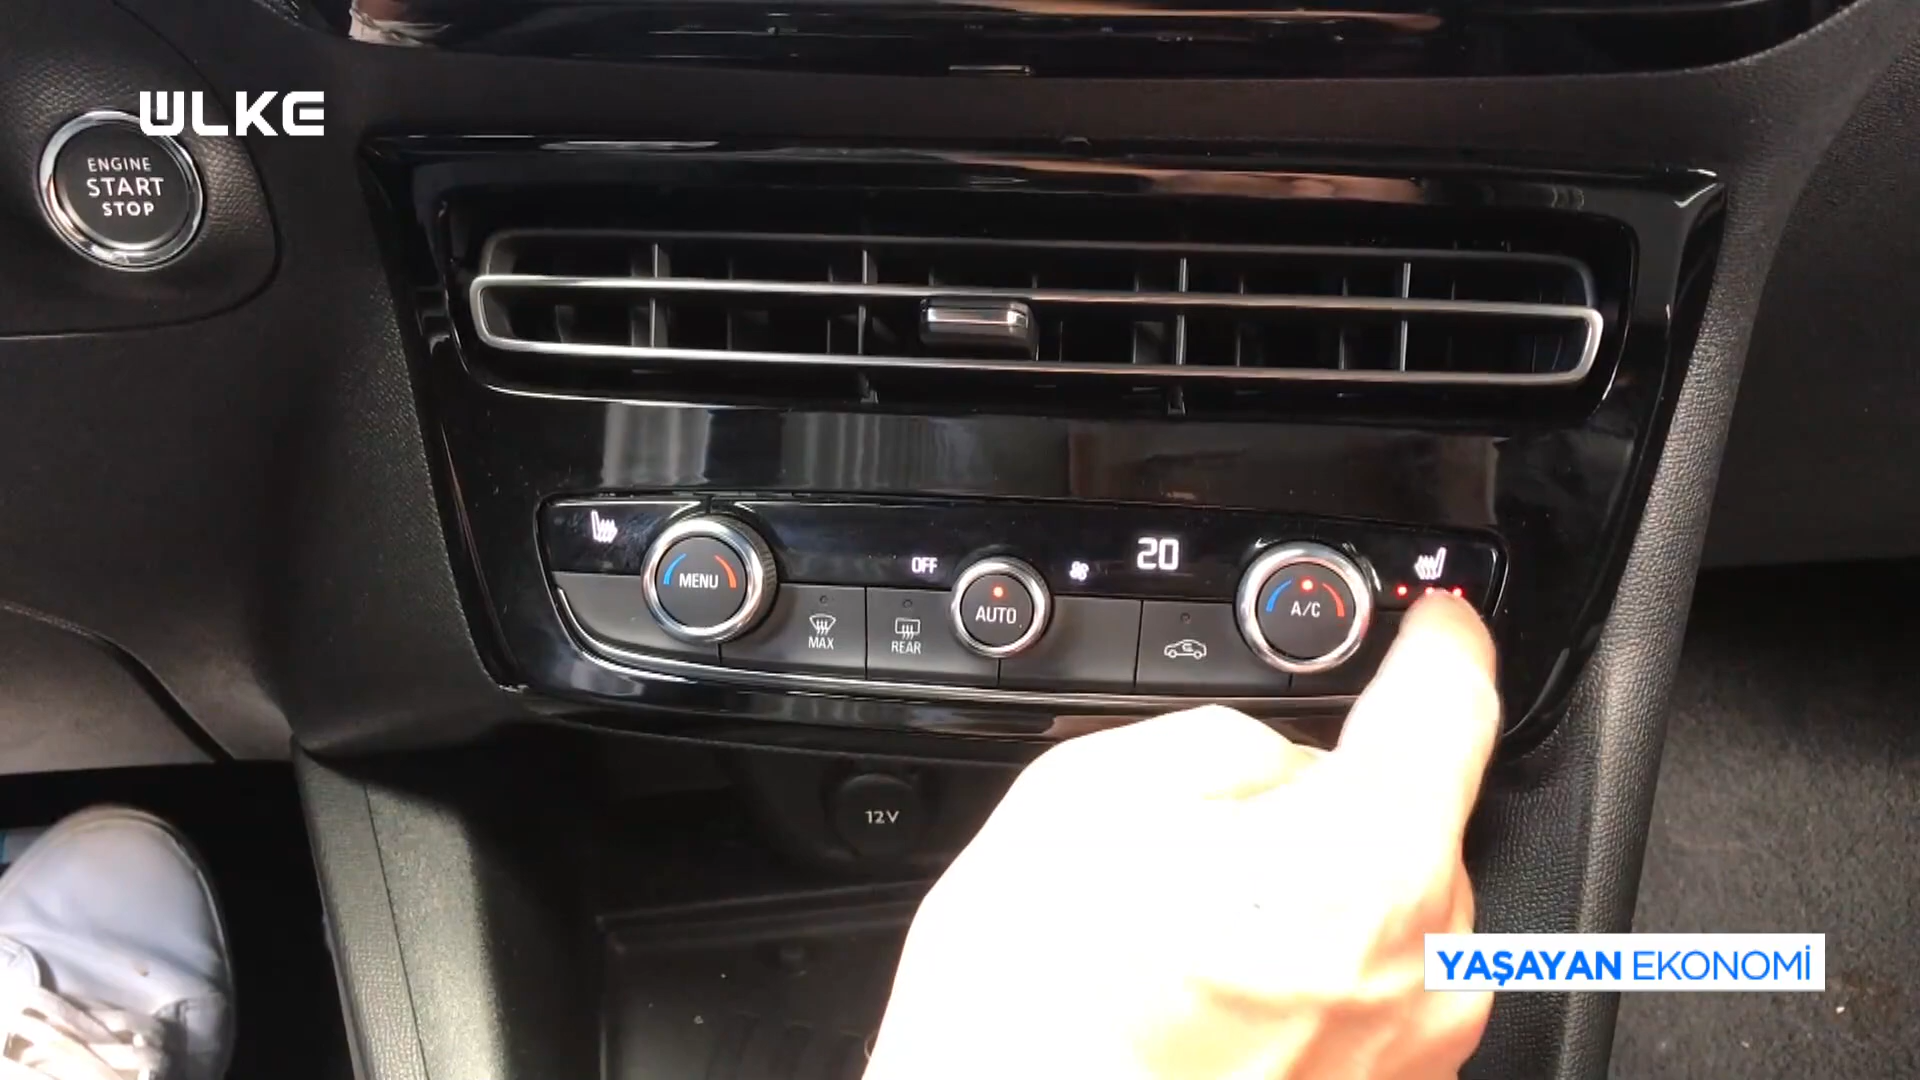 ULKE
ENGINE
START
STOP
MENU
OFF
20
AUTO
A/C
MAX
REAR
12V
YAŞAYAN EKONOMİ